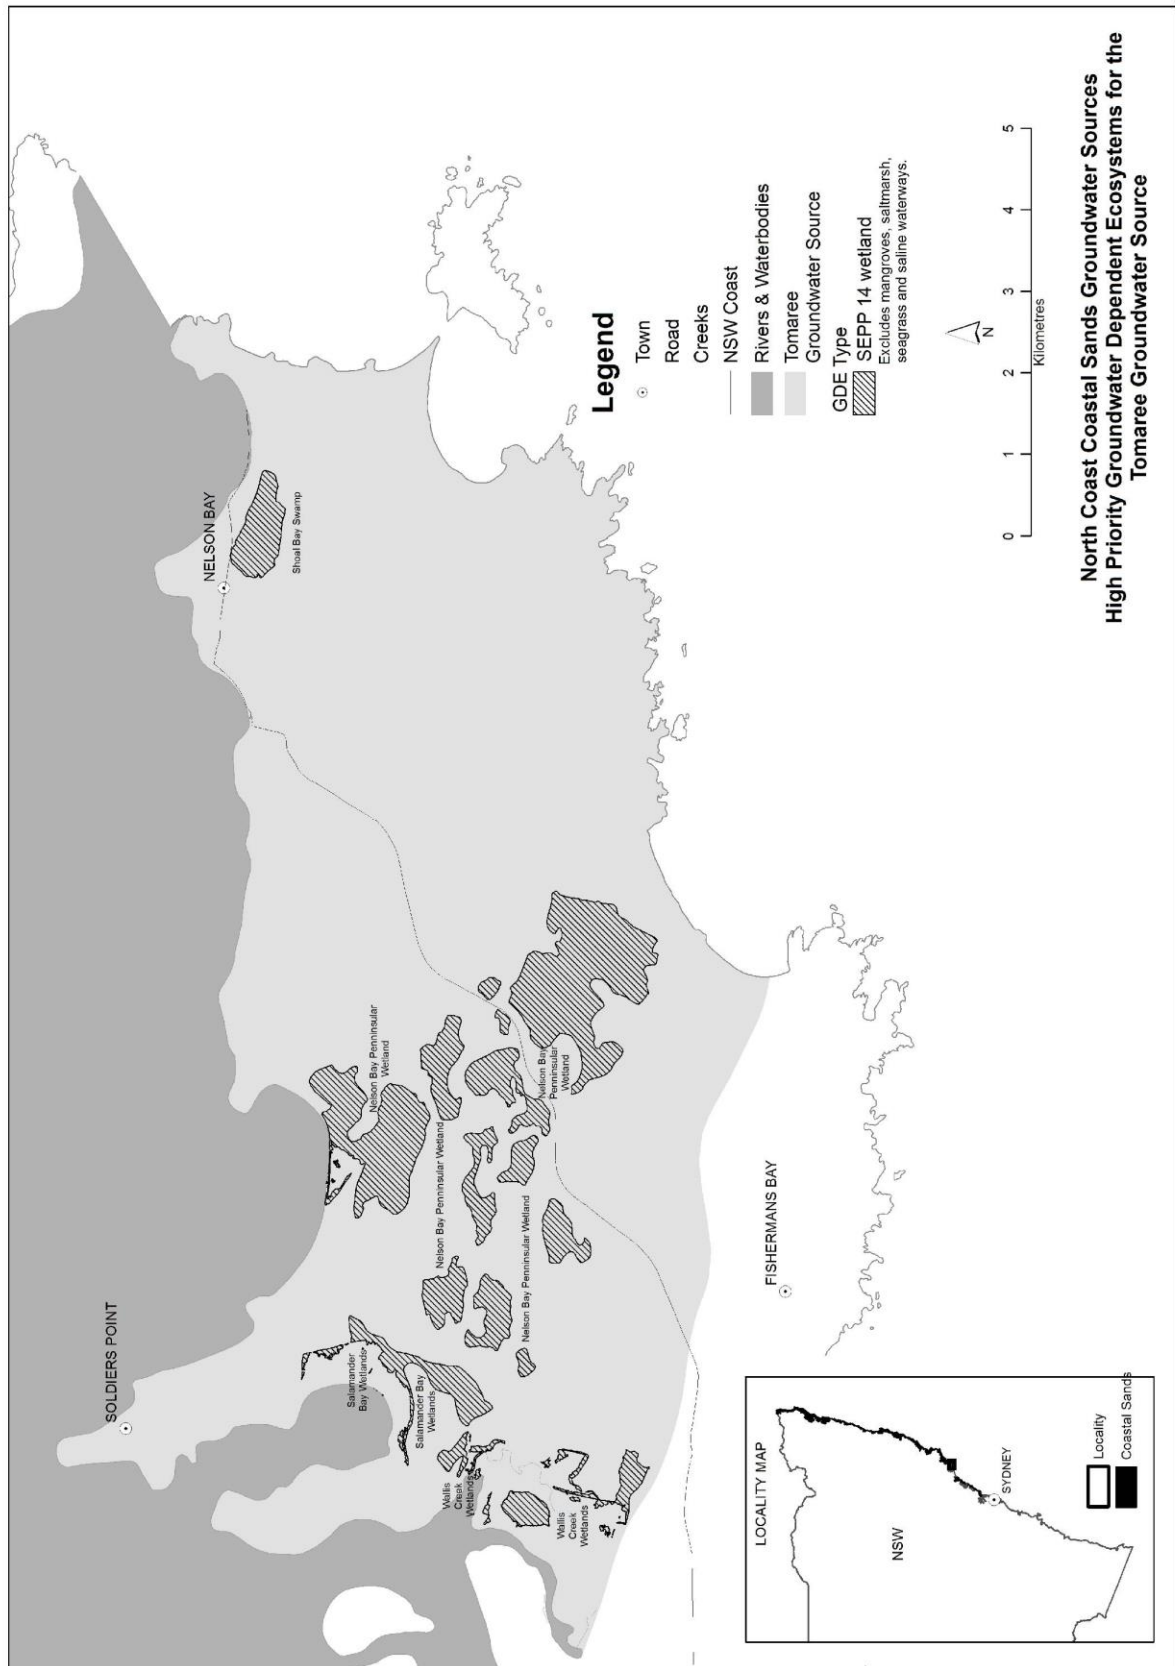 SOLDIERS POINT
NELSON BAY
Shoal Bay Swamp
Nelson Bay Penninsular
Wetland
Salamander
Bay Wetlands
Salamander Bay
Wetlands
Nelson Bay Penninsular Wetland
Nelson Bay
Penninsular
Wetland
Nelson Bay Penninsular Wetland
Wallis
Creek
Wetlands
Wallis
Creek
Wetlands
FISHERMANS BAY
Legend
Town
Road
Creeks
NSW Coast
Rivers & Waterbodies
Tomaree
Groundwater Source
GDE Type
SEPP 14 wetland
Excludes mangroves, saltmarsh,
seagrass and saline waterways.
N
0 1 2 3 4 5
Kilometres
LOCALITY MAP
NSW
SYDNEY
Locality
Coastal Sands
North Coast Coastal Sands Groundwater Sources
High Priority Groundwater Dependent Ecosystems for the
Tomaree Groundwater Source